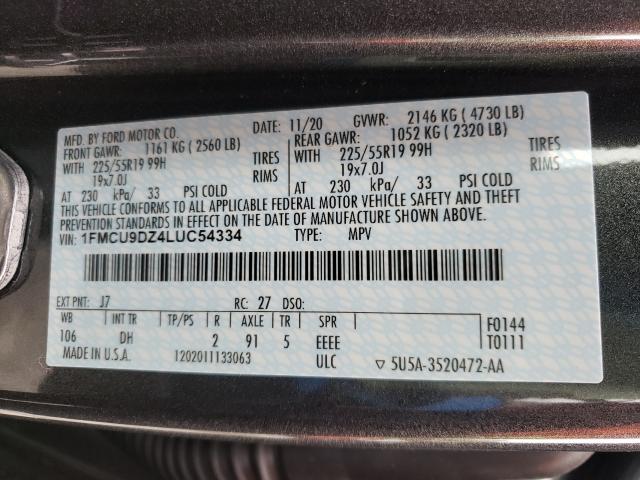 MFD. BY FORD MOTOR CO. DATE: 11/20 GVWR: 2146 KG ( 4730 LB)
FRONT GAWR: 1161 KG ( 2560 LB) REAR GAWR: 1052 KG ( 2320 LB)
WITH 225/55R19 99H TIRES WITH 225/55R19 99H TIRES
19x7.0J RIMS 19x7.0J RIMS
AT 230 kPa/ 33 PSI COLD AT 230 kPa/ 33 PSI COLD
THIS VEHICLE CONFORMS TO ALL APPLICABLE FEDERAL MOTOR VEHICLE SAFETY AND THEFT
PREVENTION STANDARDS IN EFFECT ON THE DATE OF MANUFACTURE SHOWN ABOVE.
VIN: 1FMCU9DZ4LUC54334 TYPE: MPV
EXT PNT: J7 RC: 27 DSO:
WB INT TR TP/PS R AXLE TR SPR F0144
106 DH 2 91 5 EEEE T0111
MADE IN U.S.A. 1202011133063 ULC ▽ 5U5A-3520472-AA